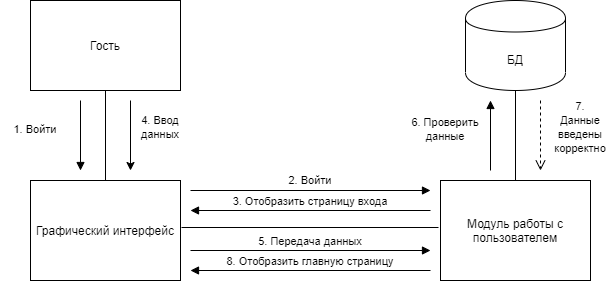 Гость
БД
1. Войти
4. Ввод
данных
6. Проверить
данные
7.
Данные
введены
корректно
2. Войти
3. Отобразить страницу входа
Графический интерфейс
Модуль работы с
пользователем
5. Передача данных
8. Отобразить главную страницу